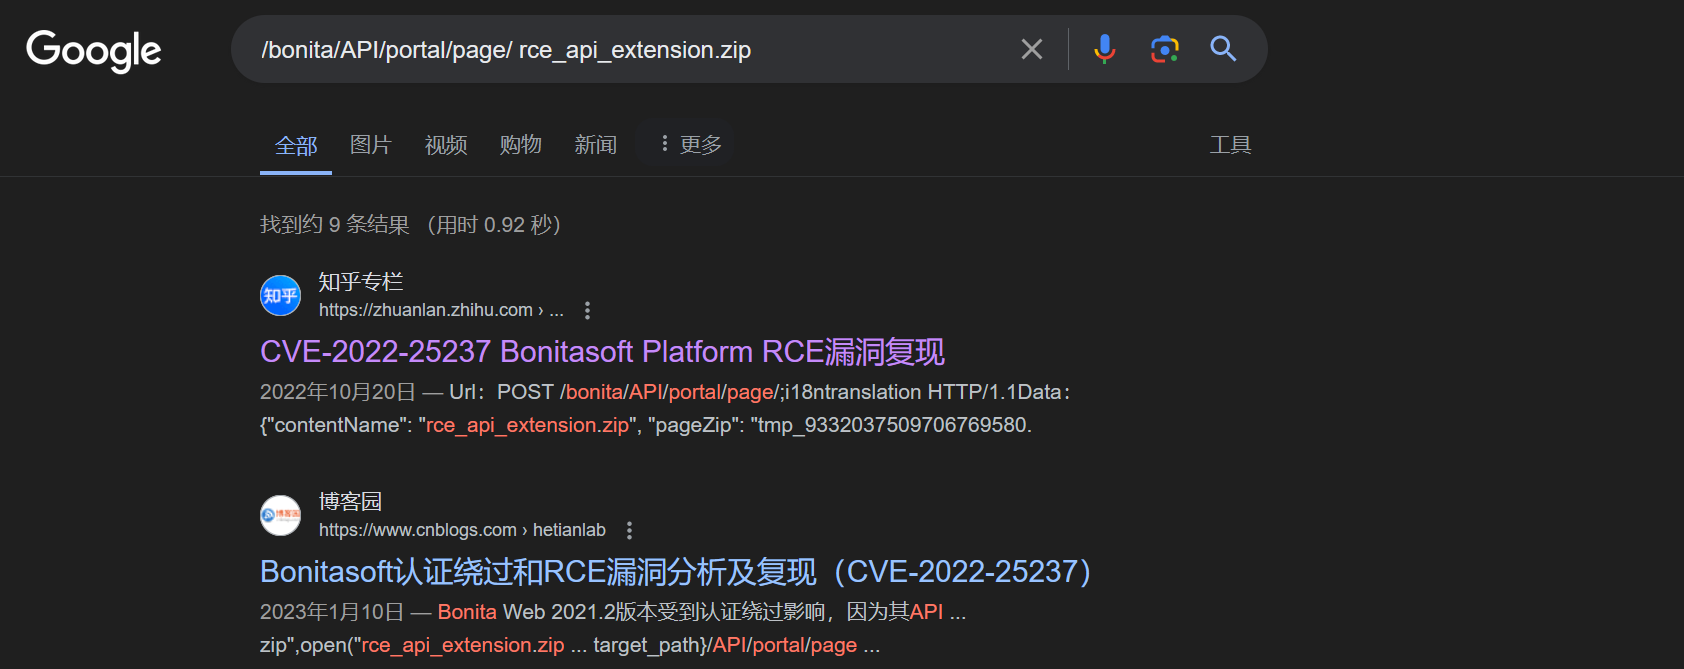 Google
/bonita/API/portal/page/ rce_api_extension.zip
全部 图片 视频 购物 新闻 更多 工具
找到约 9 条结果 （用时 0.92 秒）
知乎
知乎专栏
https://zhuanlan.zhihu.com › ...
CVE-2022-25237 Bonitasoft Platform RCE漏洞复现
2022年10月20日 — Url：POST /bonita/API/portal/page/;i18ntranslation HTTP/1.1Data：
{"contentName": "rce_api_extension.zip", "pageZip": "tmp_9332037509706769580.
博客园
博客园
https://www.cnblogs.com › hetianlab
Bonitasoft认证绕过和RCE漏洞分析及复现（CVE-2022-25237）
2023年1月10日 — Bonita Web 2021.2版本受到认证绕过影响，因为其API ...
zip",open("rce_api_extension.zip ... target_path}/API/portal/page ...